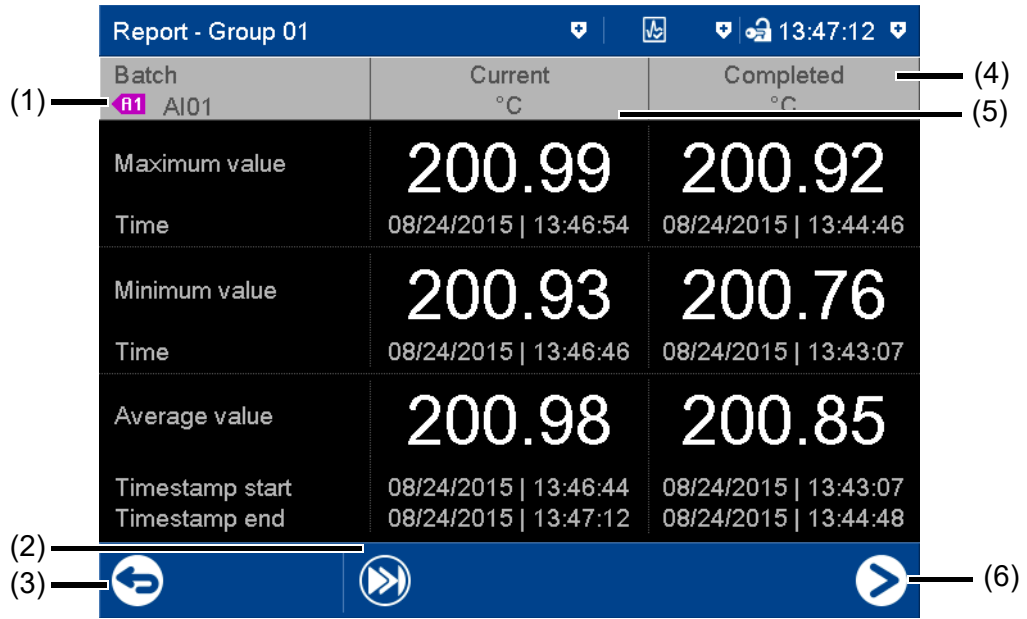 Report - Group 01 13:47:12
Batch Current Completed (4)
(1) A1 AI01 °C °C (5)
Maximum value 200.99 200.92
Time 08/24/2015 | 13:46:54 08/24/2015 | 13:44:46
Minimum value 200.93 200.76
Time 08/24/2015 | 13:46:46 08/24/2015 | 13:43:07
Average value 200.98 200.85
Timestamp start 08/24/2015 | 13:46:44 08/24/2015 | 13:43:07
Timestamp end 08/24/2015 | 13:47:12 08/24/2015 | 13:44:48
(2)
(3) (6)